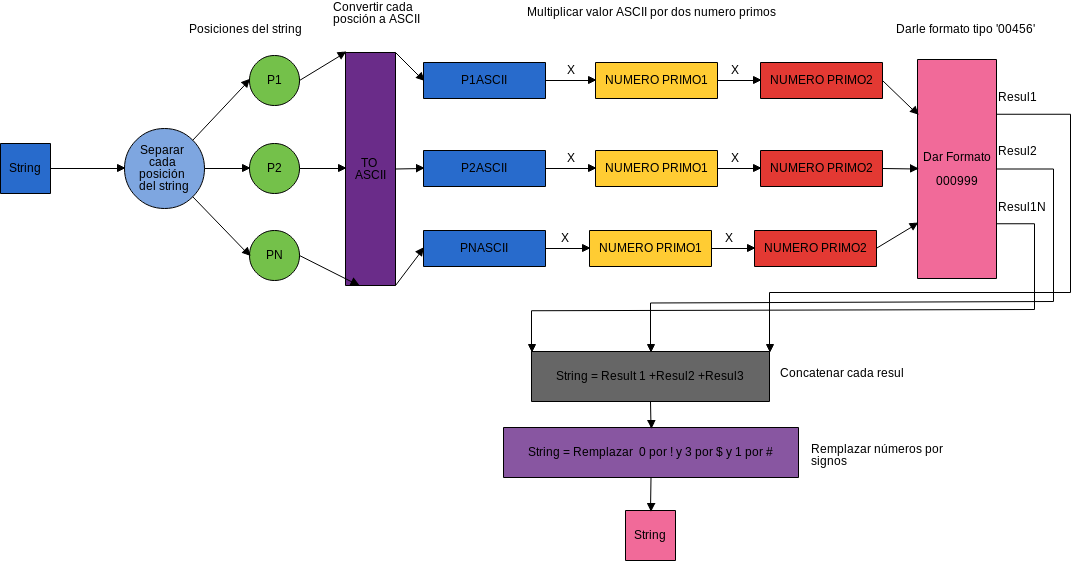 Convertir cada
posción a ASCII
Multiplicar valor ASCII por dos numero primos
Posiciones del string
Darle formato tipo '00456'
P1
P1ASCII
X
NUMERO PRIMO1
X
NUMERO PRIMO2
Resul1
String
Separar
cada
posición
del string
P2
TO
ASCII
P2ASCII
X
NUMERO PRIMO1
X
NUMERO PRIMO2
Dar Formato
000999
Resul2
PN
PNASCII
X
NUMERO PRIMO1
X
NUMERO PRIMO2
Resul1N
String = Result 1 +Resul2 +Resul3
Concatenar cada resul
String = Remplazar  0 por ! y 3 por $ y 1 por #
Remplazar números por
signos
String